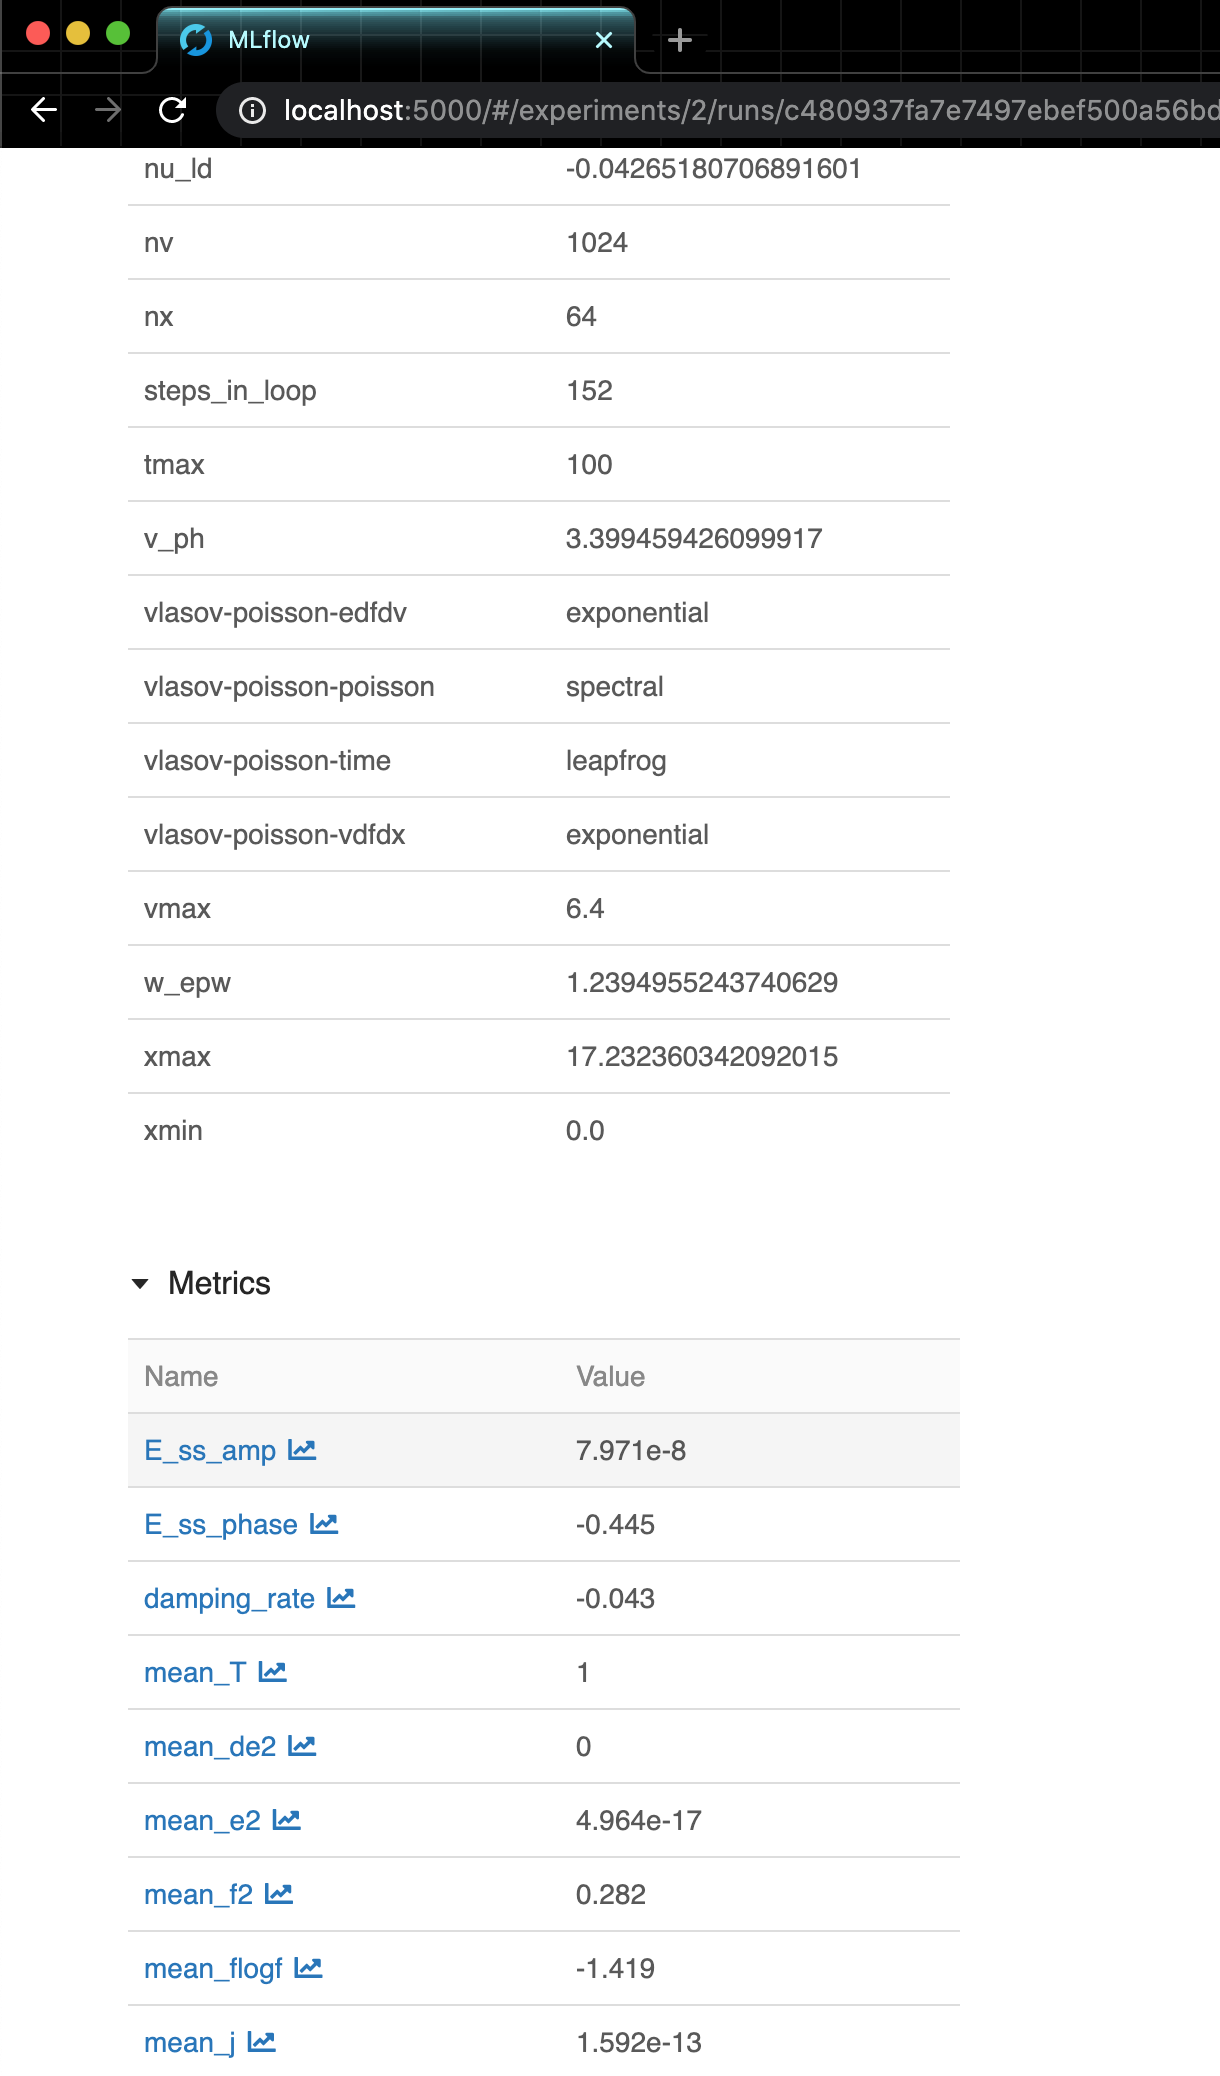 MLflow
localhost:5000/#/experiments/2/runs/c480937fa7e7497ebef500a56bd
nu_ld -0.04265180706891601
nv 1024
nx 64
steps_in_loop 152
tmax 100
v_ph 3.399459426099917
vlasov-poisson-edfdv exponential
vlasov-poisson-poisson spectral
vlasov-poisson-time leapfrog
vlasov-poisson-vdfdx exponential
vmax 6.4
w_epw 1.2394955243740629
xmax 17.232360342092015
xmin 0.0
Metrics
Name Value
E_ss_amp 7.971e-8
E_ss_phase -0.445
damping_rate -0.043
mean_T 1
mean_de2 0
mean_e2 4.964e-17
mean_f2 0.282
mean_flogf -1.419
mean_j 1.592e-13